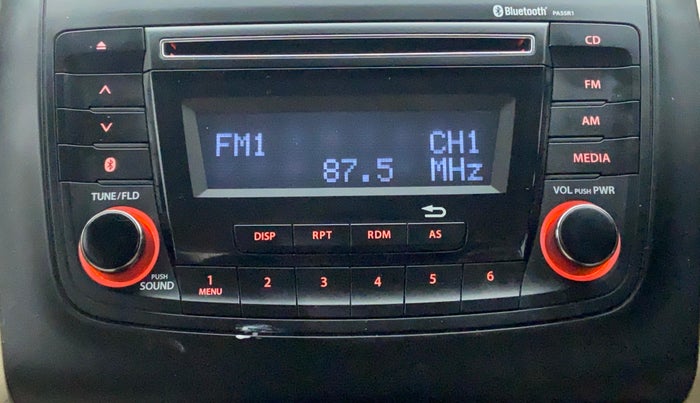 Bluetooth PA55R1
CD
FM
AM
MEDIA
FM1 CH1
87.5 MHz
TUNE/FLD
VOL PUSH PWR
DISP RPT RDM AS
PUSH
SOUND
1 2 3 4 5 6
MENU